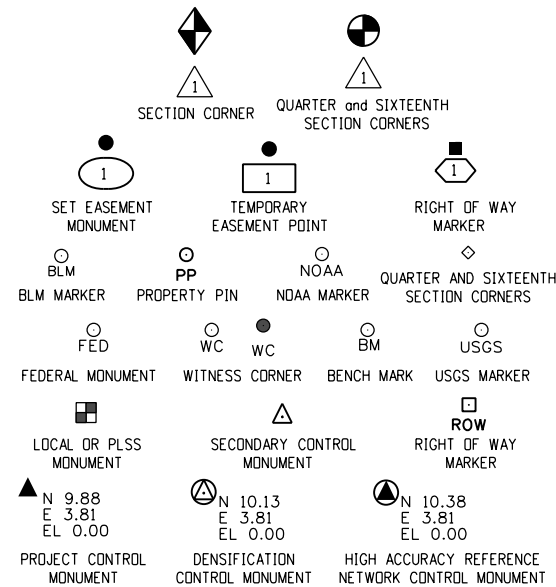 1
1
SECTION CORNER
QUARTER and SIXTEENTH
SECTION CORNERS
1
1
1
SET EASEMENT
MONUMENT
TEMPORARY
EASEMENT POINT
RIGHT OF WAY
MARKER
BLM
PP
NOAA
BLM MARKER
PROPERTY PIN
NOAA MARKER
QUARTER AND SIXTEENTH
SECTION CORNERS
FED
WC
WC
BM
USGS
FEDERAL MONUMENT
WITNESS CORNER
BENCH MARK
USGS MARKER
ROW
LOCAL OR PLSS
MONUMENT
SECONDARY CONTROL
MONUMENT
RIGHT OF WAY
MARKER
N 9.88
E 3.81
EL 0.00
N 10.13
E 3.81
EL 0.00
N 10.38
E 3.81
EL 0.00
PROJECT CONTROL
MONUMENT
DENSIFICATION
CONTROL MONUMENT
HIGH ACCURACY REFERENCE
NETWORK CONTROL MONUMENT